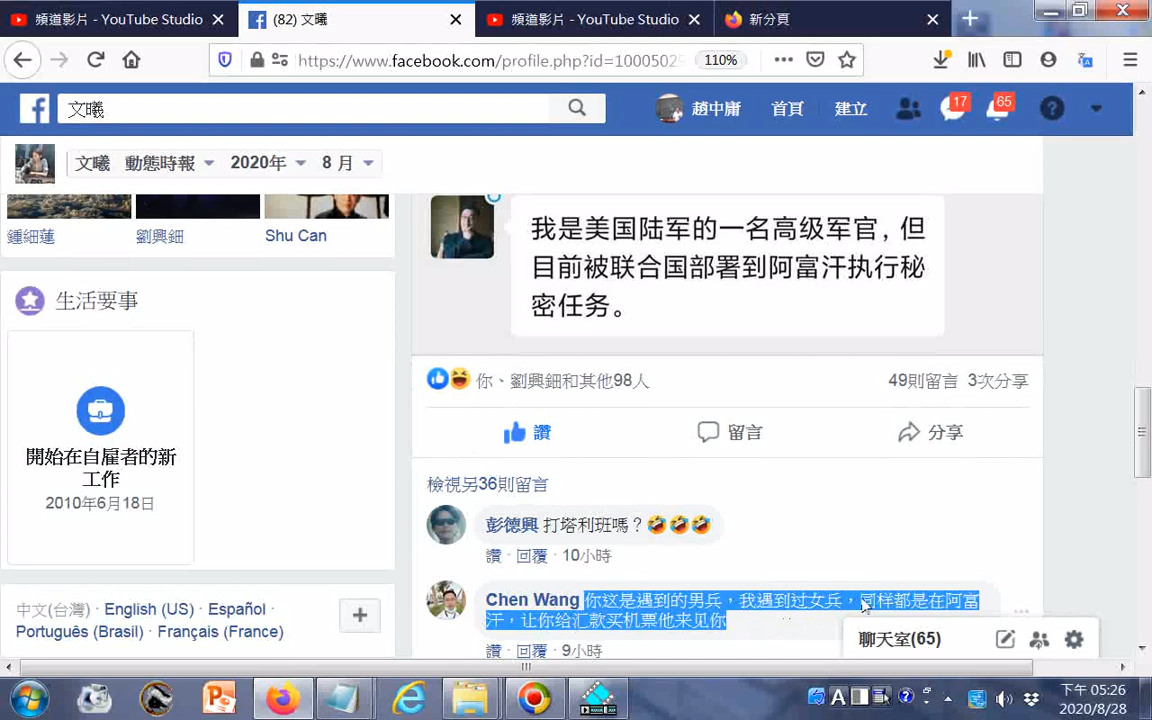 頻道影片 - YouTube Studio
(82) 文曦
頻道影片 - YouTube Studio
新分頁
https://www.facebook.com/profile.php?id=10005025
110%
文曦
趙中庸
首頁
建立
17
65
文曦 動態時報 2020年 8 月
鍾細蓮
劉興鈿
Shu Can
我是美国陆军的一名高级军官，但
目前被联合国部署到阿富汗执行秘
密任务。
生活要事
開始在自雇者的新
工作
2010年6月18日
你、劉興鈿和其他98人
49則留言 3次分享
讚
留言
分享
檢視另36則留言
彭德興 打塔利班嗎？🤣🤣🤣
讚 · 回覆 · 10小時
Chen Wang 你这是遇到的男兵，我遇到过女兵，同样都是在阿富
汗，让你给汇款买机票他来见你
讚 · 回覆 · 9小時
中文(台灣) · English (US) · Español ·
Português (Brasil) · Français (France)
聊天室(65)
下午 05:26
2020/8/28